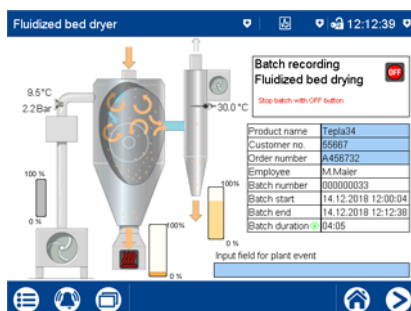 Fluidized bed dryer
12:12:39
Batch recording
Fluidized bed drying
OFF
Stop batch with OFF button
9.5°C
2.2Bar
30.0 °C
Product name Tepla34
Customer no. 55667
Order number A456732
Employee M.Maier
Batch number 000000033
Batch start 14.12.2018 12:00:04
Batch end 14.12.2018 12:12:38
Batch duration 04:05
100 %
0 %
100%
0 %
100%
0 %
Input field for plant event